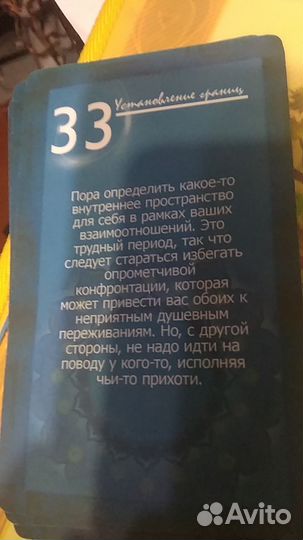 33 Установление границ
Пора определить какое-то
внутреннее пространство
для себя в рамках ваших
взаимоотношений. Это
трудный период, так что
следует стараться избегать
опрометчивой
конфронтации, которая
может привести вас обоих к
неприятным душевным
переживаниям. Но, с другой
стороны, не надо идти на
поводу у кого-то, исполняя
чьи-то прихоти.
Avito